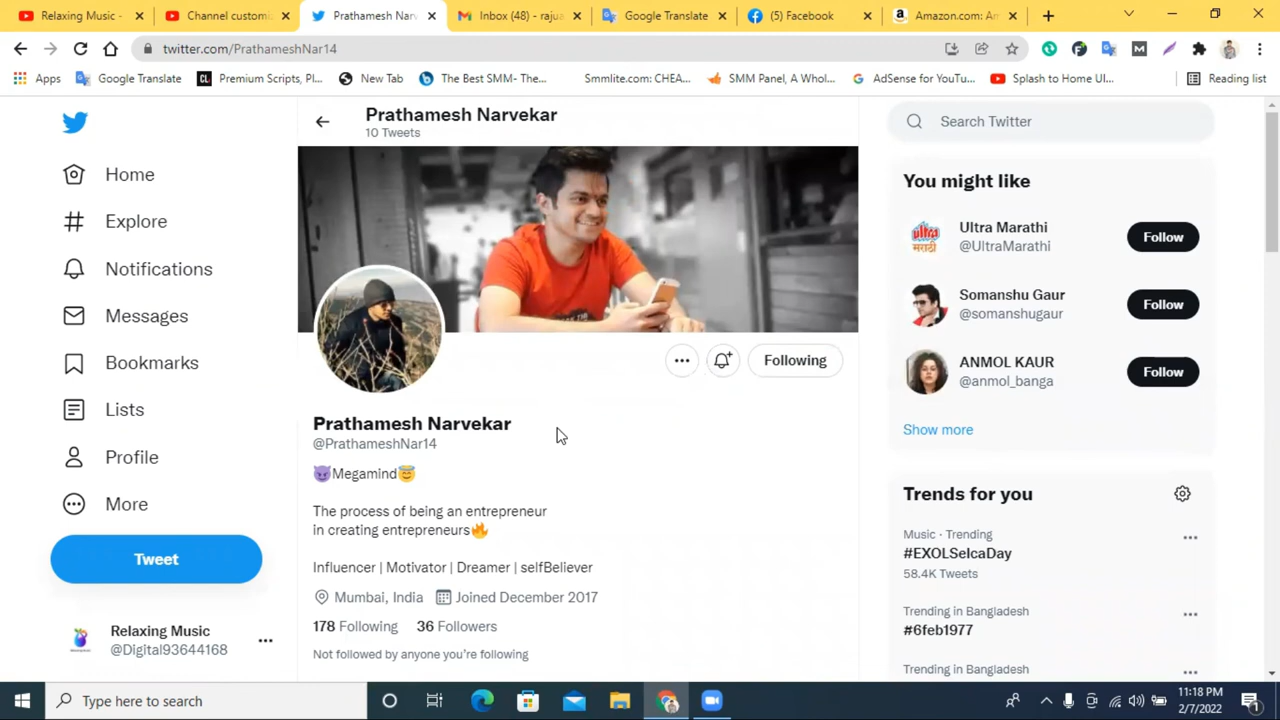 Relaxing Music -
Channel customi
Prathamesh Nar
Inbox (48) - rajua
Google Translate
(5) Facebook
Amazon.com: Am
twitter.com/PrathameshNar14
Apps
Google Translate
Premium Scripts, Pl...
New Tab
The Best SMM- The...
Smmlite.com: CHEA...
SMM Panel, A Whol...
AdSense for YouTu...
Splash to Home UI...
Reading list
Prathamesh Narvekar
10 Tweets
Search Twitter
Home
Explore
Notifications
Messages
Bookmarks
Lists
Profile
More
Tweet
Relaxing Music
@Digital93644168
Following
Prathamesh Narvekar
@PrathameshNar14
😈Megamind😇
The process of being an entrepreneur
in creating entrepreneurs🔥
Influencer | Motivator | Dreamer | selfBeliever
Mumbai, India Joined December 2017
178 Following 36 Followers
Not followed by anyone you're following
You might like
ultra
मराठी
Ultra Marathi
@UltraMarathi
Follow
Somanshu Gaur
@somanshugaur
Follow
ANMOL KAUR
@anmol_banga
Follow
Show more
Trends for you
Music · Trending
#EXOLSelcaDay
58.4K Tweets
Trending in Bangladesh
#6feb1977
Trending in Bangladesh
Type here to search
11:18 PM
2/7/2022
1